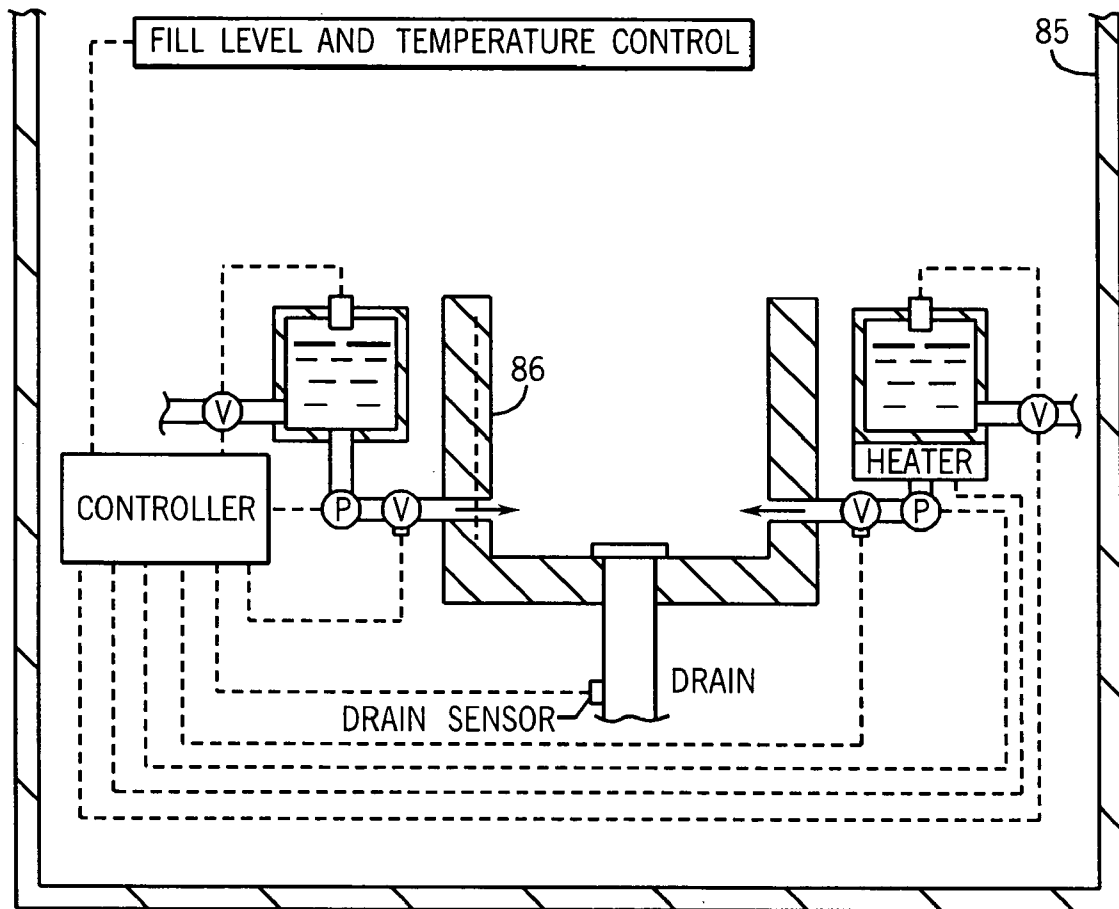 FILL LEVEL AND TEMPERATURE CONTROL
85
86
V
V
HEATER
CONTROLLER
P
V
V
P
DRAIN
DRAIN SENSOR